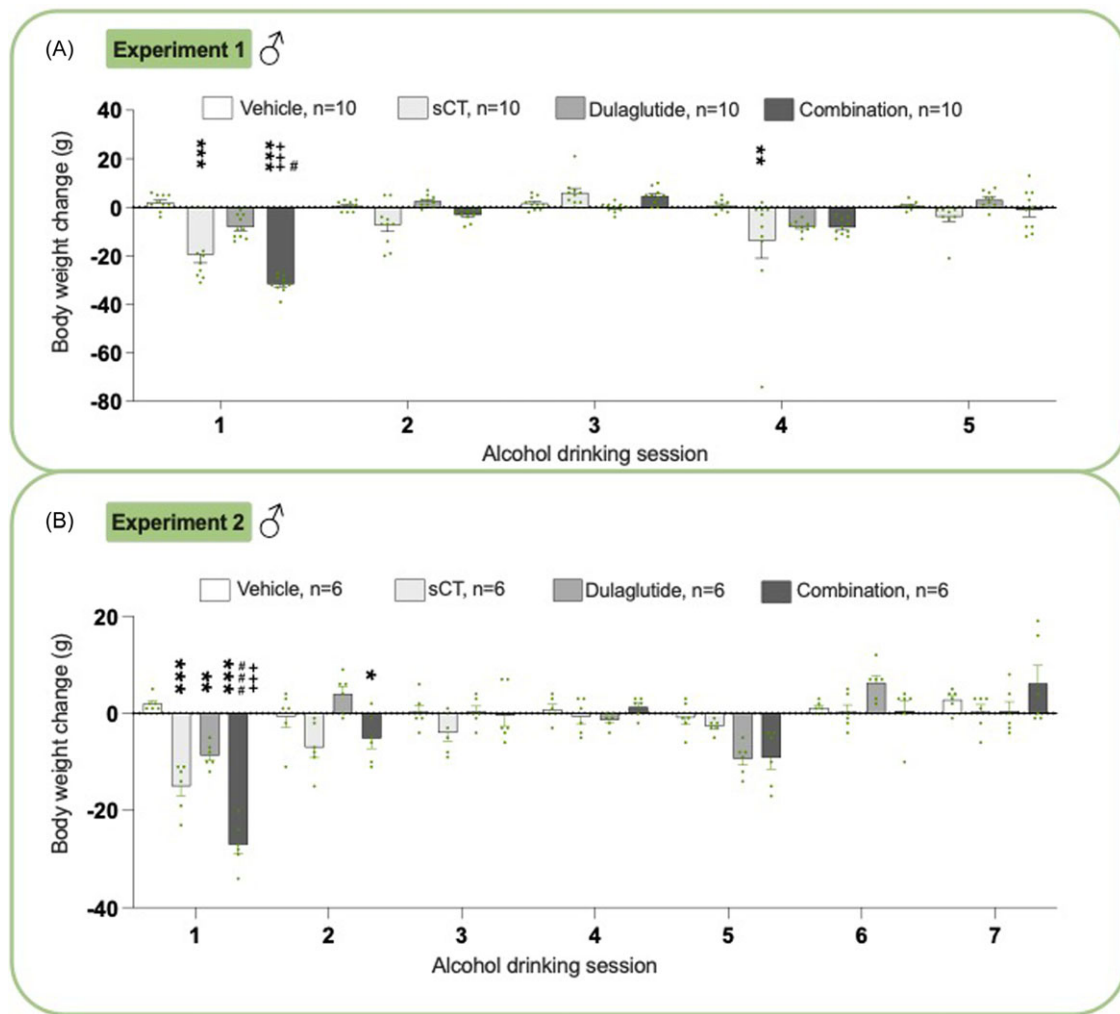 (A) Experiment 1 ♂
Vehicle, n=10 sCT, n=10 Dulaglutide, n=10 Combination, n=10
Body weight change (g)
40
20
0
-20
-40
-60
-80
***
***
+++
#
**
1 2 3 4 5
Alcohol drinking session
(B) Experiment 2 ♂
Vehicle, n=6 sCT, n=6 Dulaglutide, n=6 Combination, n=6
Body weight change (g)
20
0
-20
-40
***
**
***
###
+++
*
1 2 3 4 5 6 7
Alcohol drinking session